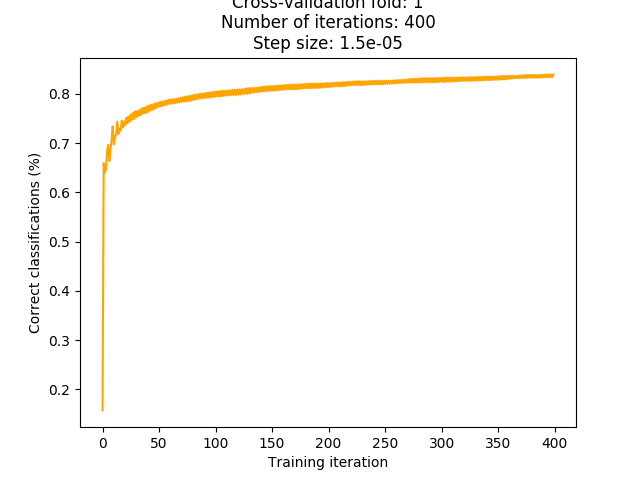 Cross-validation fold: 1
Number of iterations: 400
Step size: 1.5e-05
0.8
0.7
0.6
0.5
0.4
0.3
0.2
Correct classifications (%)
0 50 100 150 200 250 300 350 400
Training iteration